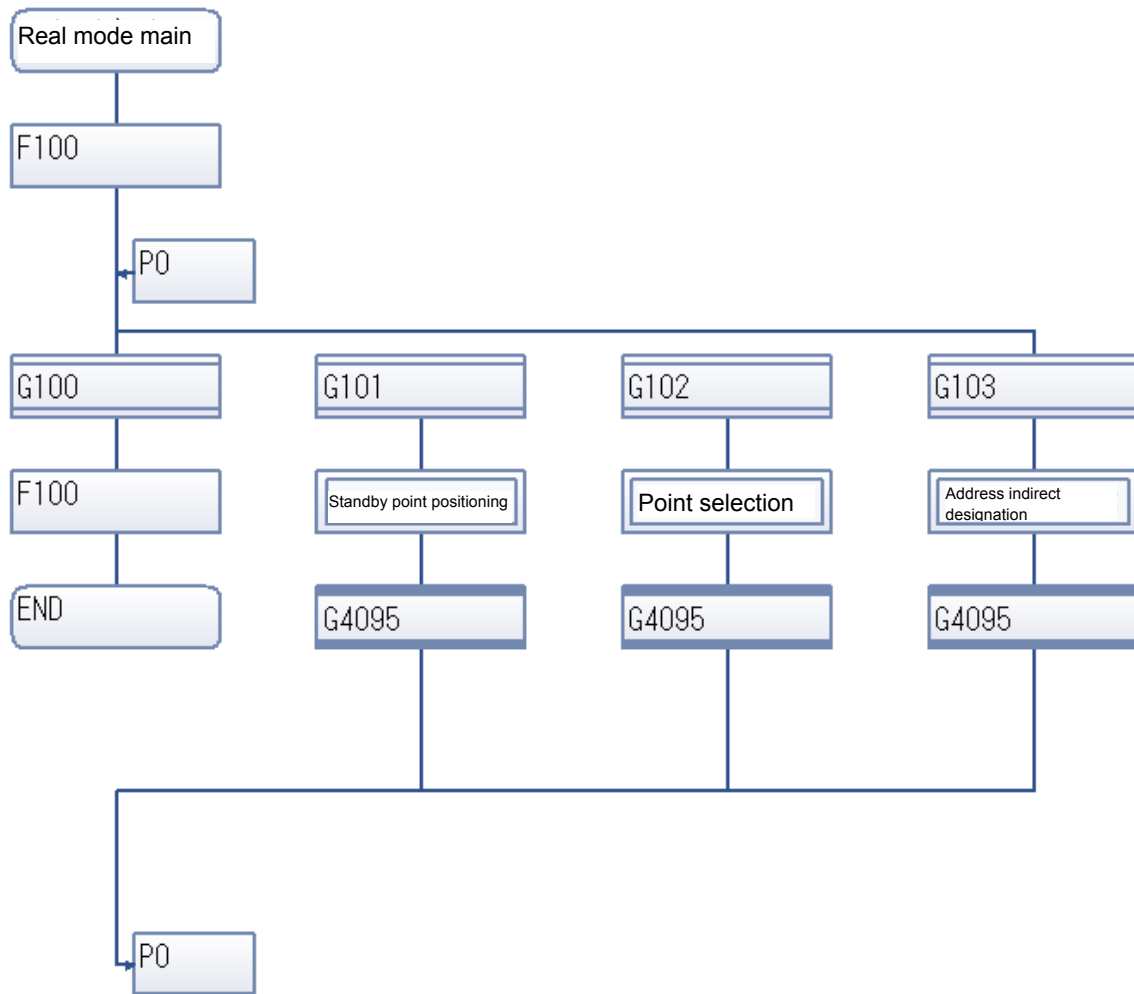 Real mode main
F100
P0
G100
G101
G102
G103
F100
Standby point positioning
Point selection
Address indirect
designation
END
G4095
G4095
G4095
P0